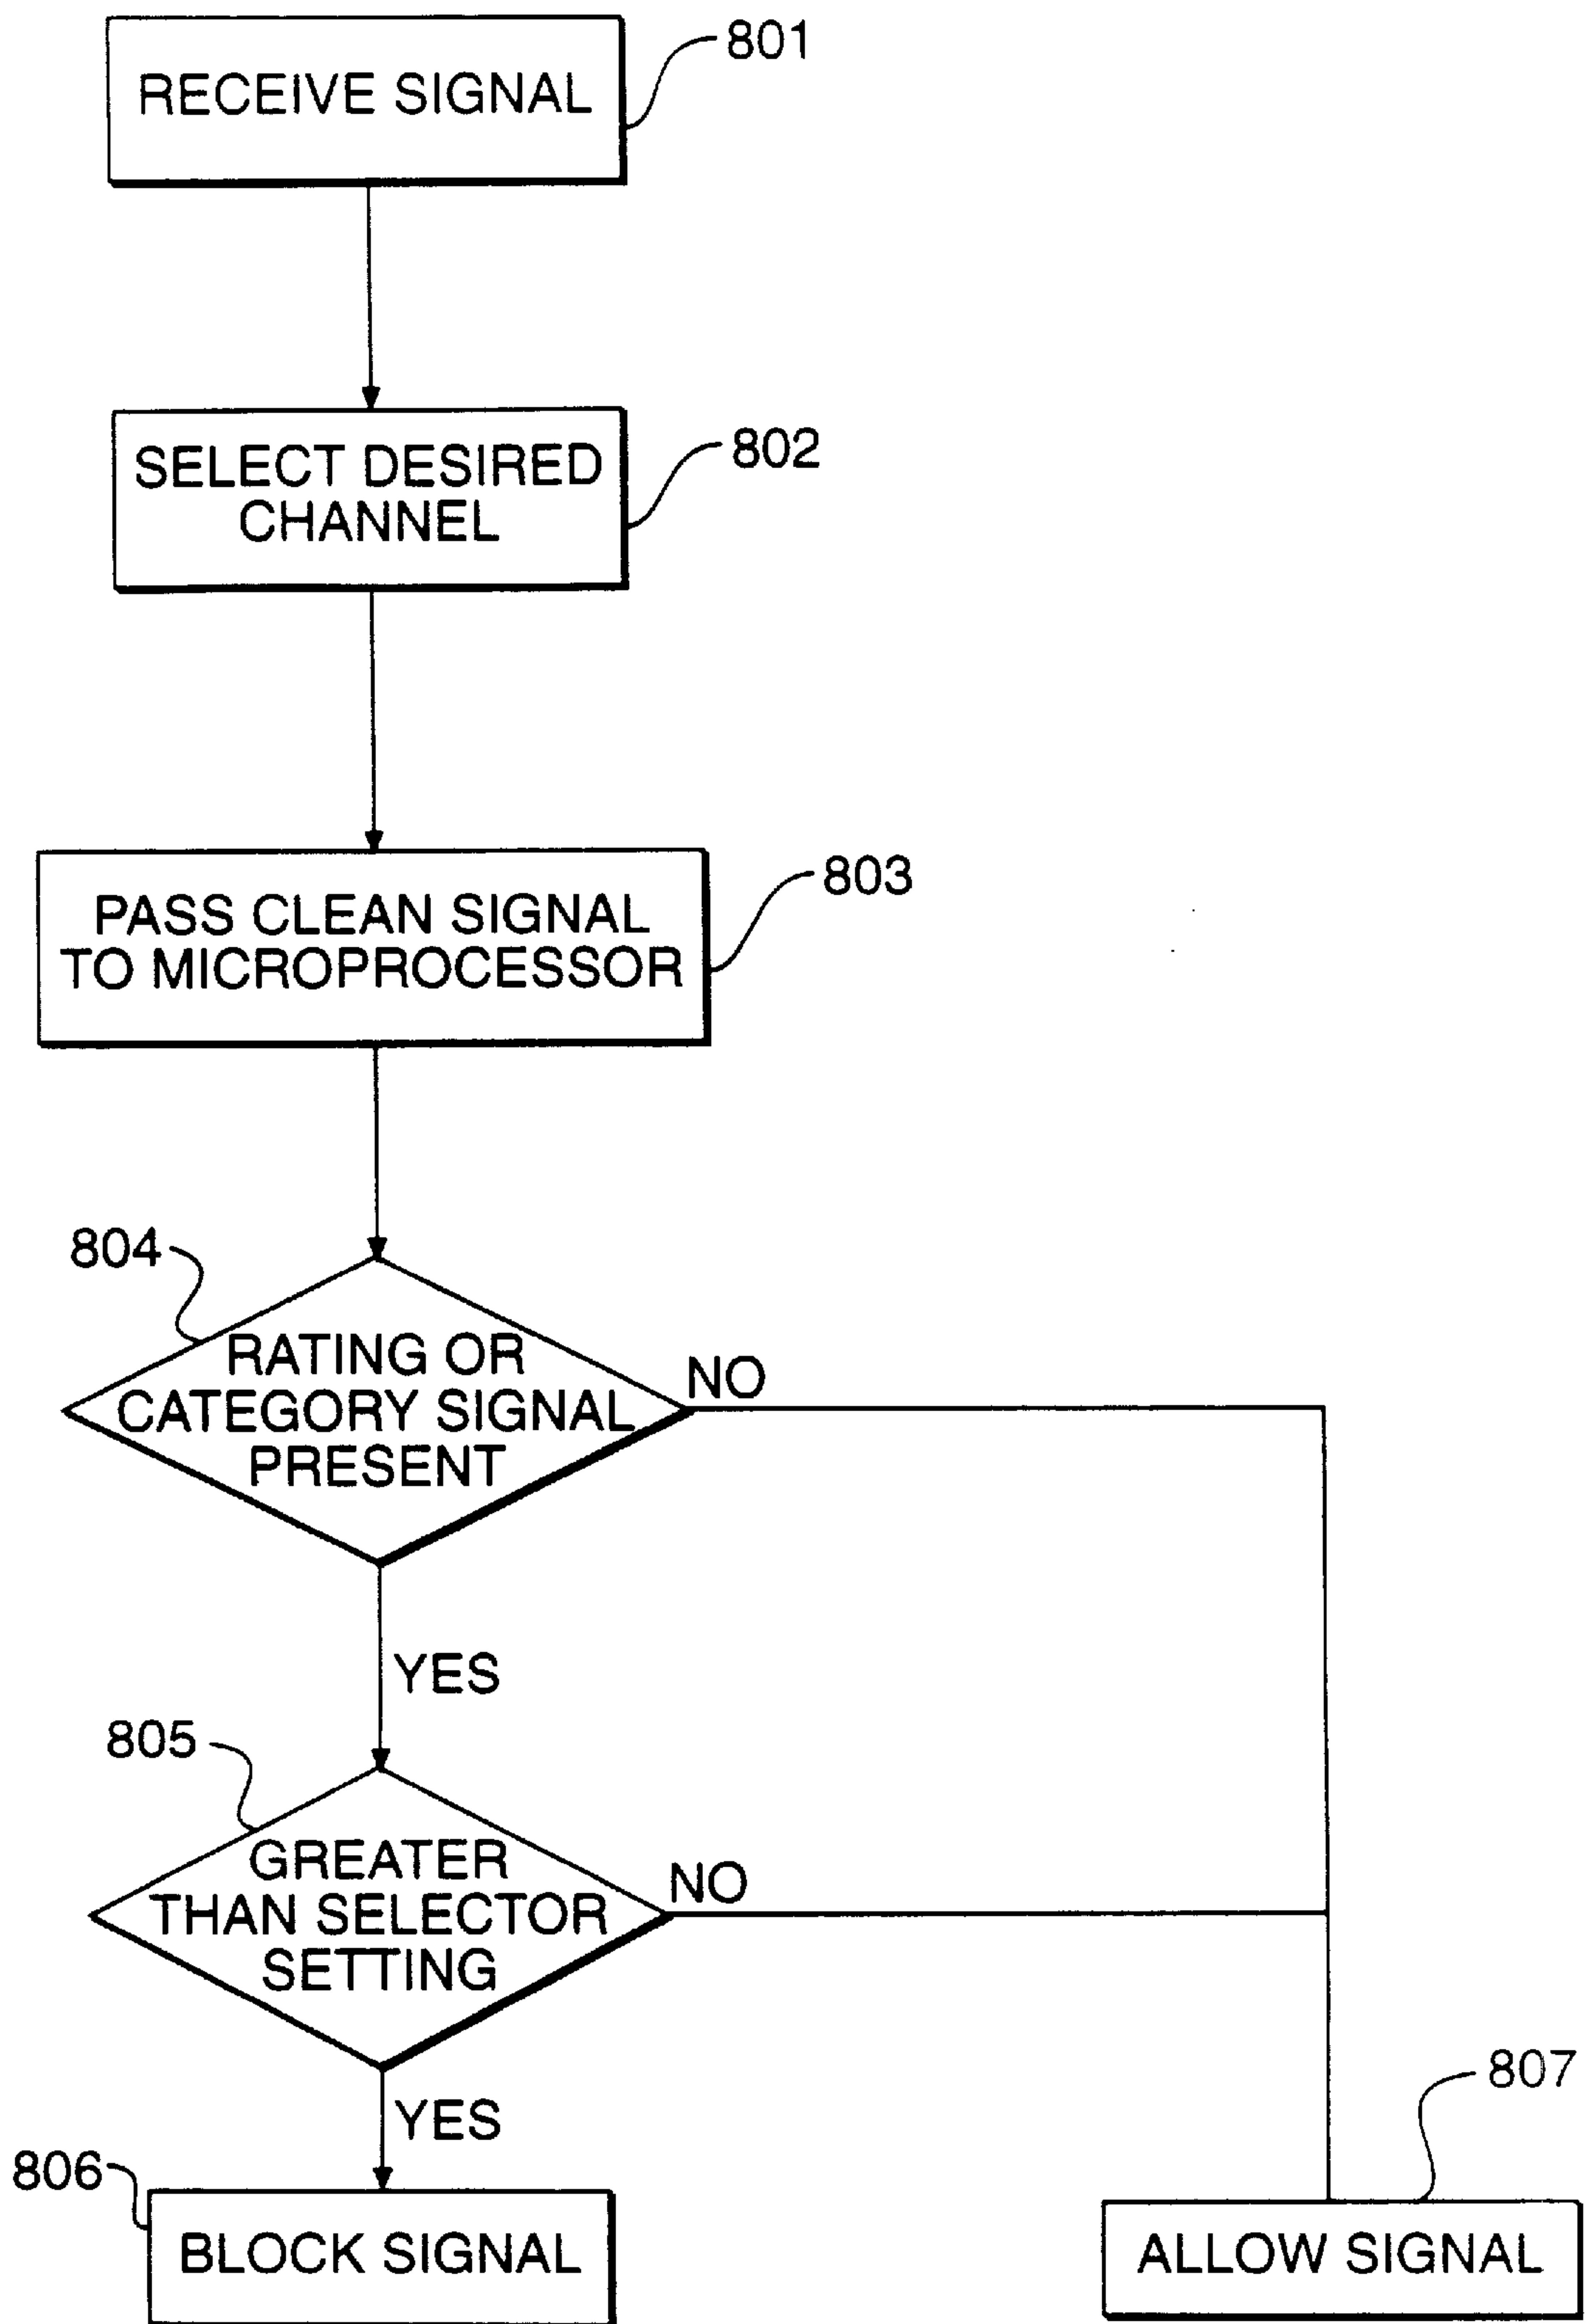 801
RECEIVE SIGNAL
802
SELECT DESIRED
CHANNEL
803
PASS CLEAN SIGNAL
TO MICROPROCESSOR
804
RATING OR
CATEGORY SIGNAL
PRESENT
NO
YES
805
GREATER
THAN SELECTOR
SETTING
NO
YES
806
BLOCK SIGNAL
807
ALLOW SIGNAL